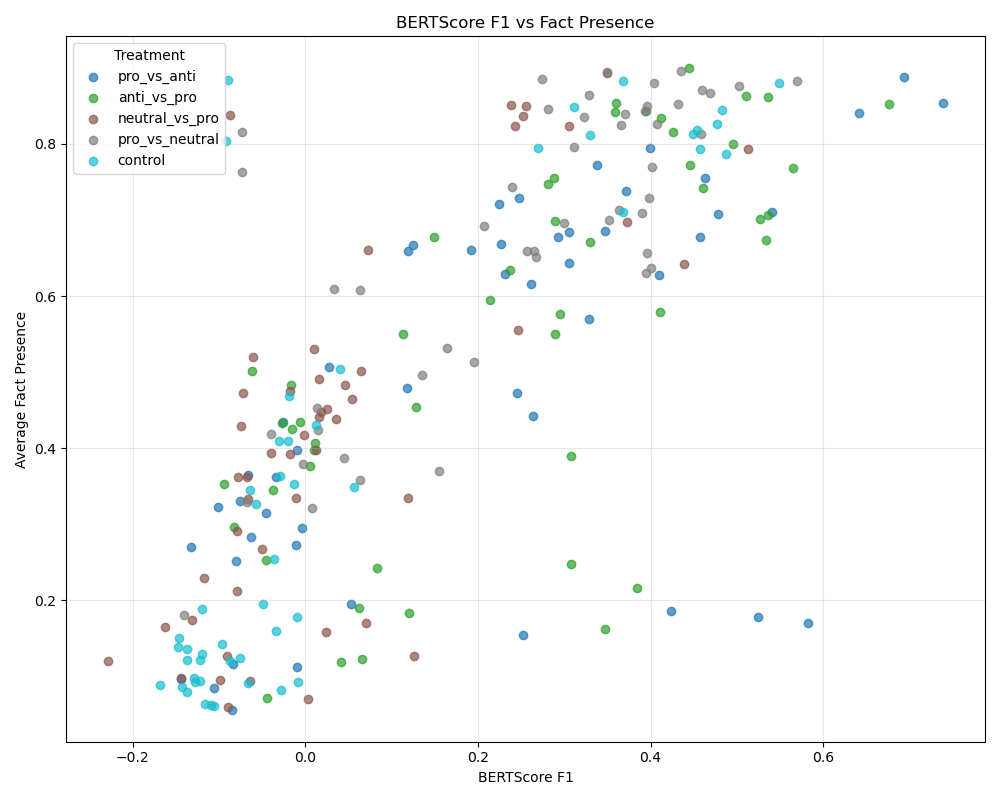 BERTScore F1 vs Fact Presence
Treatment
pro_vs_anti
anti_vs_pro
neutral_vs_pro
pro_vs_neutral
control
Average Fact Presence
0.8
0.6
0.4
0.2
−0.2
0.0
0.2
0.4
0.6
BERTScore F1